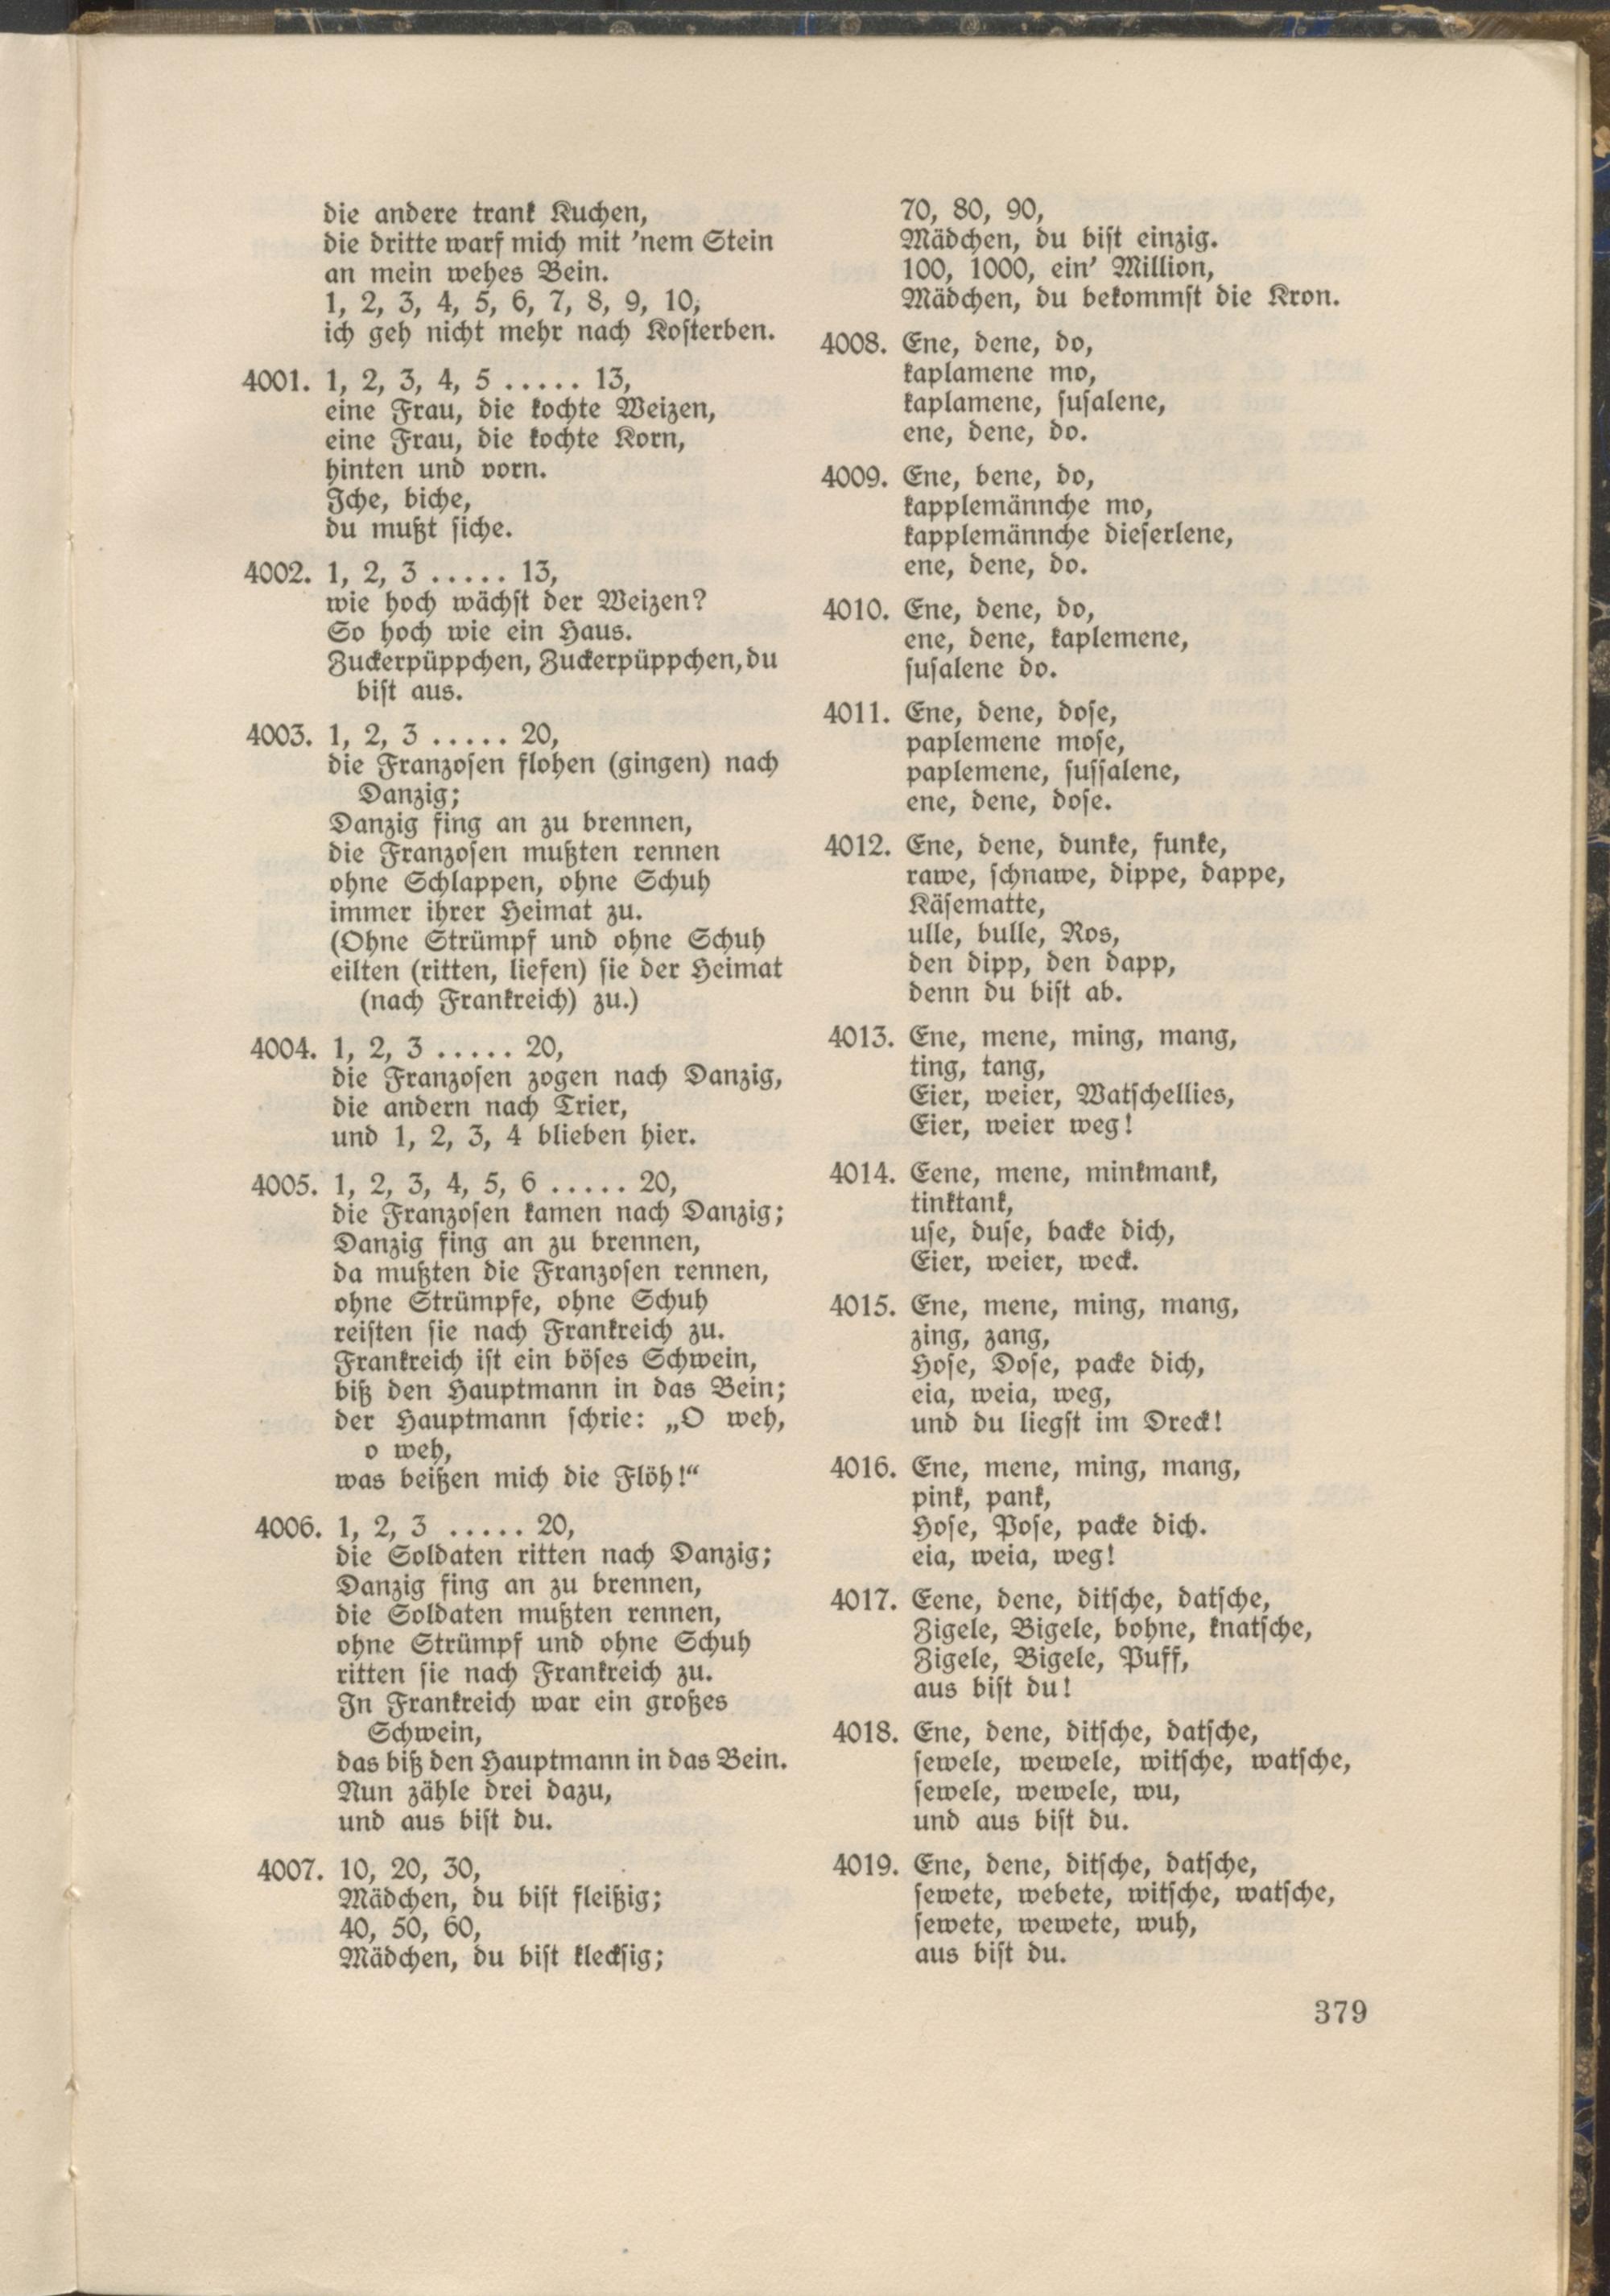 die andere trank Kuchen,
die dritte warf mich mit ’nem Stein
an mein wehes Bein.
1, 2, 3, 4, 5, 6, 7, 8, 9, 10,
ich geh nicht mehr nach Kosterben.
4001. 1, 2, 3, 4, 5 ..... 13,
eine Frau, die kochte Weizen,
eine Frau, die kochte Korn,
hinten und vorn.
Iche, biche,
du mußt siche.
4002. 1, 2, 3 ..... 13,
wie hoch wächst der Weizen?
So hoch wie ein Haus.
Zuckerpüppchen, Zuckerpüppchen, du
bist aus.
4003. 1, 2, 3 ..... 20,
die Franzosen flohen (gingen) nach
Danzig;
Danzig fing an zu brennen,
die Franzosen mußten rennen
ohne Schlappen, ohne Schuh
immer ihrer Heimat zu.
(Ohne Strümpf und ohne Schuh
eilten (ritten, liefen) sie der Heimat
(nach Frankreich) zu.)
4004. 1, 2, 3 ..... 20,
die Franzosen zogen nach Danzig,
die andern nach Trier,
und 1, 2, 3, 4 blieben hier.
4005. 1, 2, 3, 4, 5, 6 ..... 20,
die Franzosen kamen nach Danzig;
Danzig fing an zu brennen,
da mußten die Franzosen rennen,
ohne Strümpfe, ohne Schuh
reisten sie nach Frankreich zu.
Frankreich ist ein böses Schwein,
biß den Hauptmann in das Bein;
der Hauptmann schrie: „O weh,
o weh,
was beißen mich die Flöh!“
4006. 1, 2, 3 ..... 20,
die Soldaten ritten nach Danzig;
Danzig fing an zu brennen,
die Soldaten mußten rennen,
ohne Strümpf und ohne Schuh
ritten sie nach Frankreich zu.
In Frankreich war ein großes
Schwein,
das biß den Hauptmann in das Bein.
Nun zähle drei dazu,
und aus bist du.
4007. 10, 20, 30,
Mädchen, du bist fleißig;
40, 50, 60,
Mädchen, du bist klecksig;
70, 80, 90,
Mädchen, du bist einzig.
100, 1000, ein’ Million,
Mädchen, du bekommst die Kron.
4008. Ene, dene, do,
kaplamene mo,
kaplamene, susalene,
ene, dene, do.
4009. Ene, bene, do,
kapplemännche mo,
kapplemännche dieserlene,
ene, dene, do.
4010. Ene, dene, do,
ene, dene, kaplemene,
susalene do.
4011. Ene, dene, dose,
paplemene mose,
paplemene, sussalene,
ene, dene, dose.
4012. Ene, dene, dunke, funke,
rawe, schnawe, dippe, dappe,
Käsematte,
ulle, bulle, Ros,
den dipp, den dapp,
denn du bist ab.
4013. Ene, mene, ming, mang,
ting, tang,
Eier, weier, Watschellies,
Eier, weier weg!
4014. Eene, mene, minkmank,
tinktank,
use, duse, backe dich,
Eier, weier, weck.
4015. Ene, mene, ming, mang,
zing, zang,
Hose, Dose, packe dich,
eia, weia, weg,
und du liegst im Dreck!
4016. Ene, mene, ming, mang,
pink, pank,
Hose, Pose, packe dich.
eia, weia, weg!
4017. Eene, dene, ditsche, datsche,
Zigele, Bigele, bohne, knatsche,
Zigele, Bigele, Puff,
aus bist du!
4018. Ene, dene, ditsche, datsche,
sewele, wewele, witsche, watsche,
sewele, wewele, wu,
und aus bist du.
4019. Ene, dene, ditsche, datsche,
sewete, webete, witsche, watsche,
sewete, wewete, wuh,
aus bist du.
379